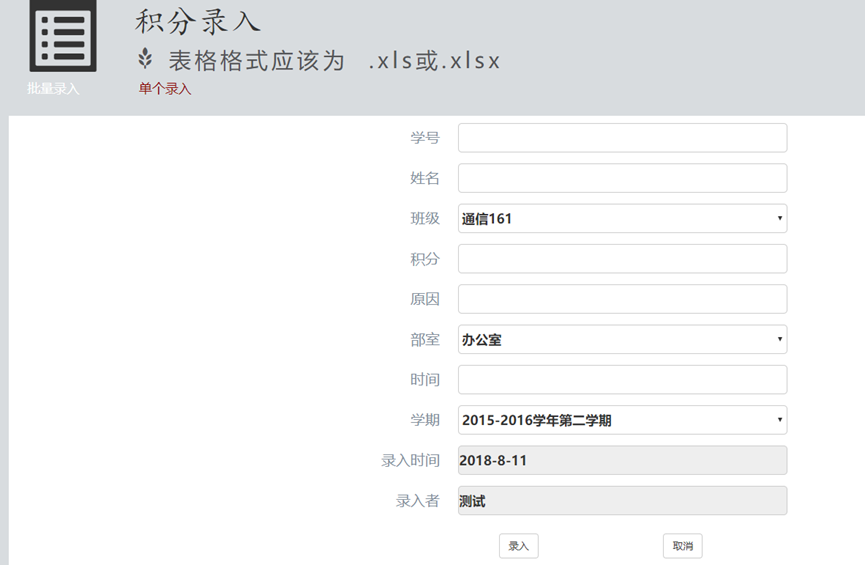 积分录入
表格格式应该为 .xls或.xlsx
批量录入 单个录入
学号
姓名
班级 通信161
积分
原因
部室 办公室
时间
学期 2015-2016学年第二学期
录入时间 2018-8-11
录入者 测试
录入 取消